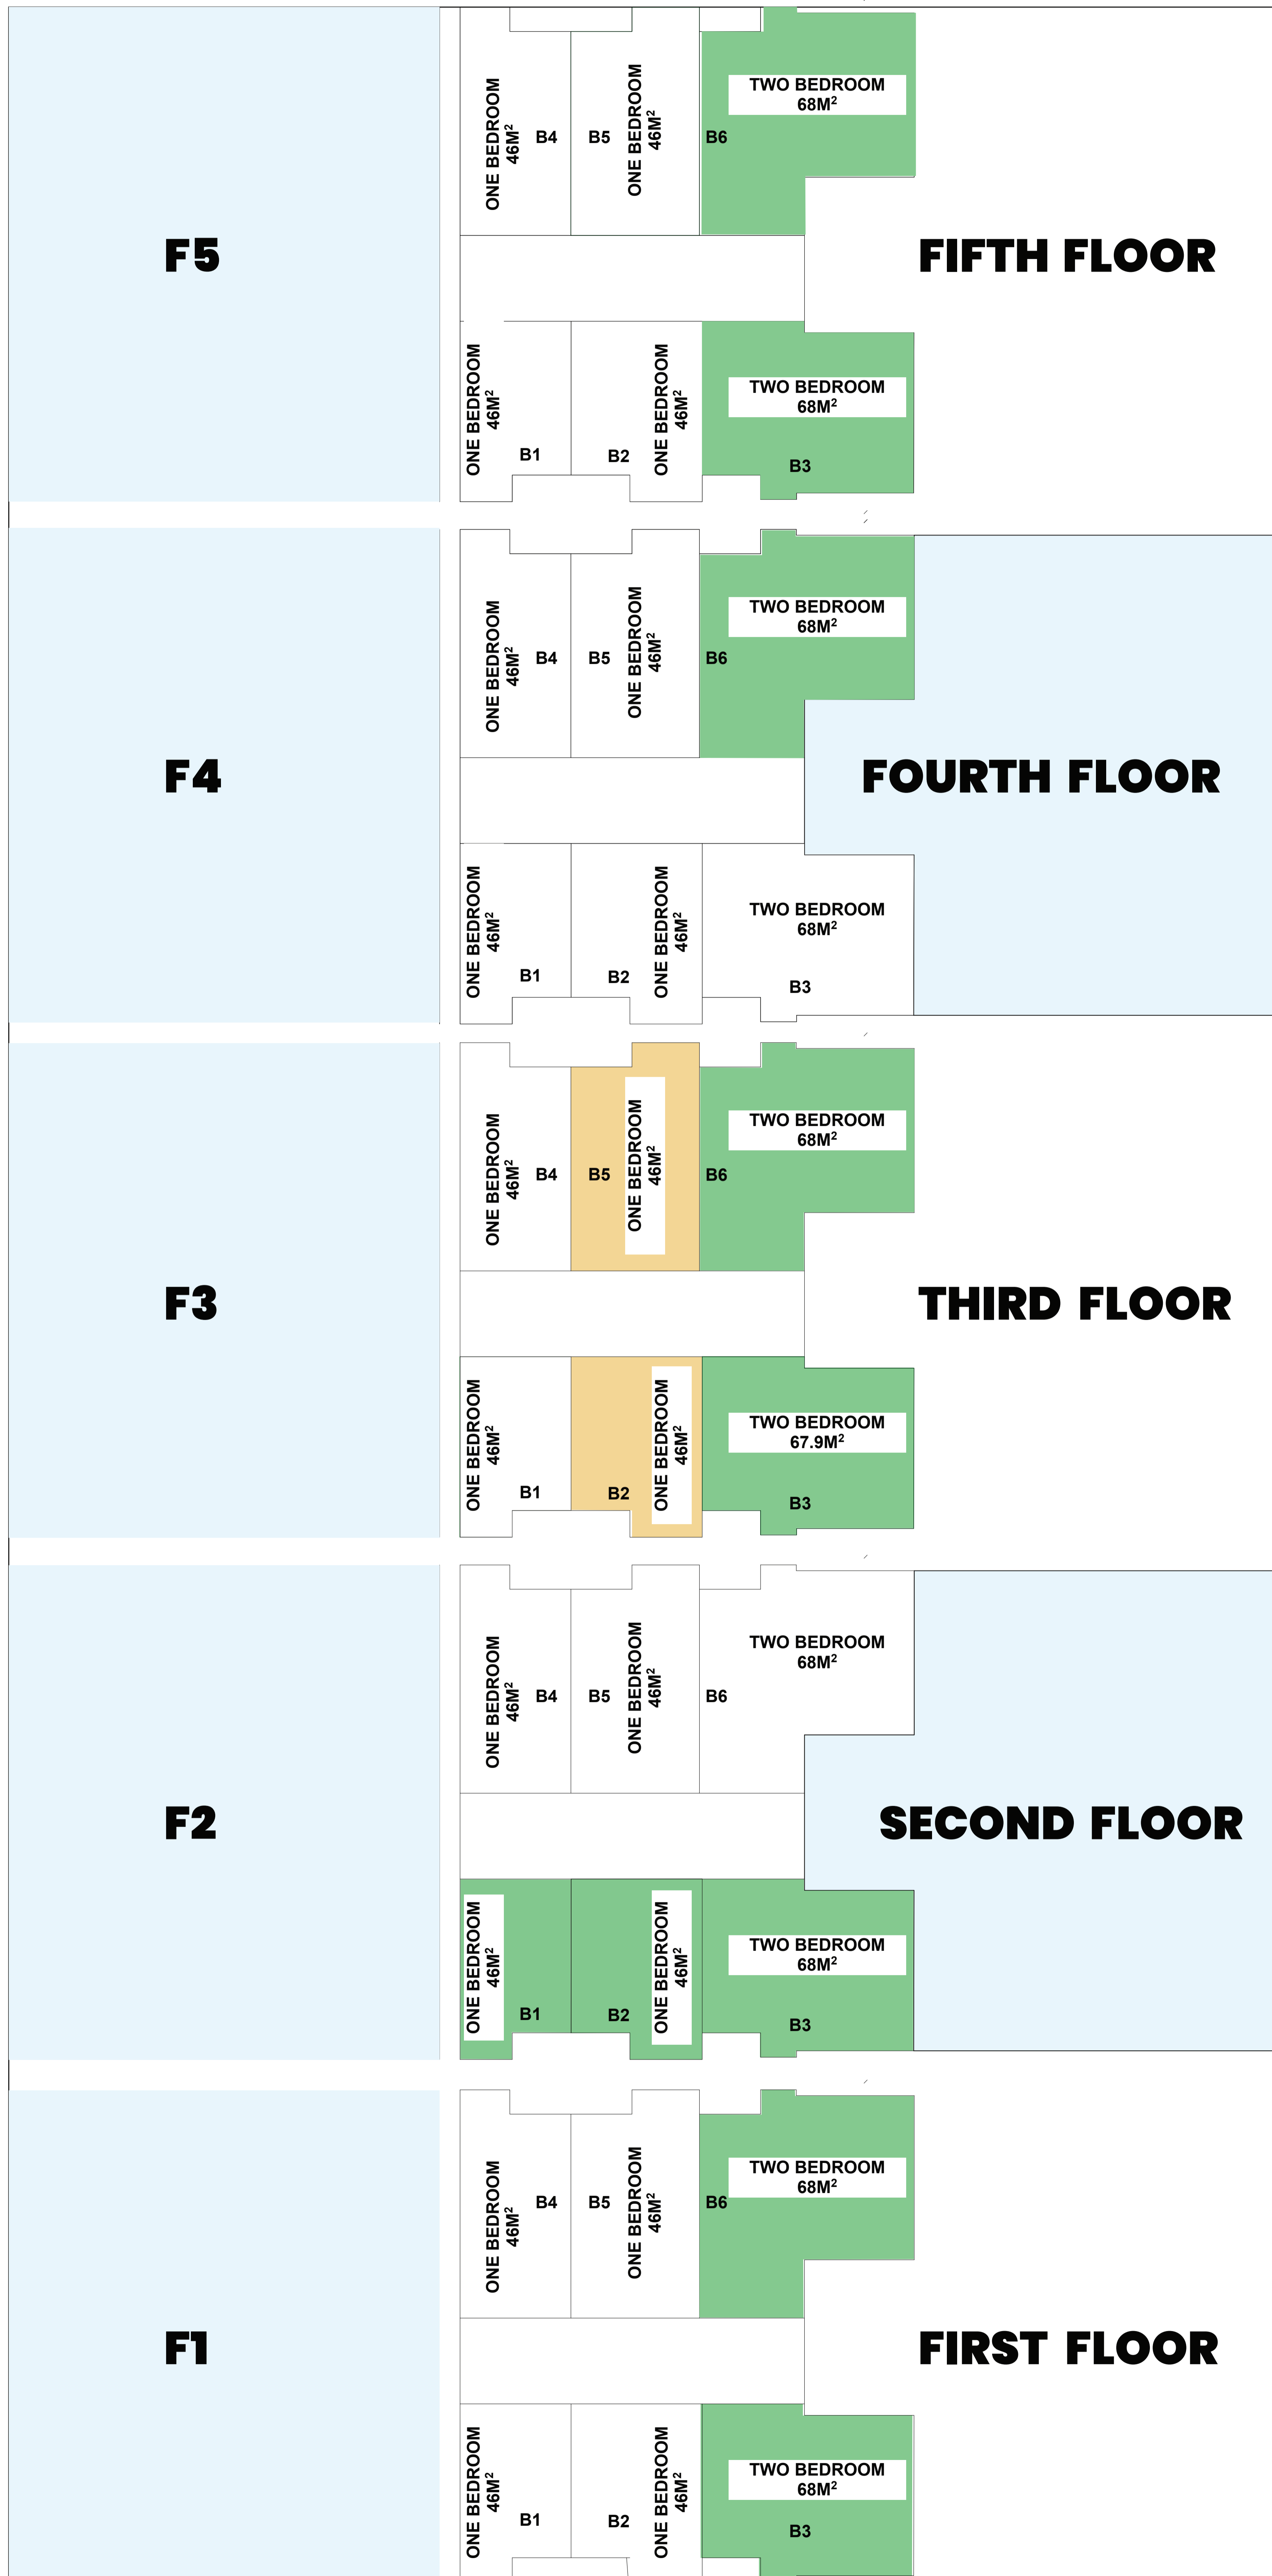 ONE BEDROOM
46M²
B4
B5
ONE BEDROOM
46M²
B6
TWO BEDROOM
68M²
F5
FIFTH FLOOR
ONE BEDROOM
46M²
B1
B2
ONE BEDROOM
46M²
TWO BEDROOM
68M²
B3
ONE BEDROOM
46M²
B4
B5
ONE BEDROOM
46M²
B6
TWO BEDROOM
68M²
F4
FOURTH FLOOR
ONE BEDROOM
46M²
B1
B2
ONE BEDROOM
46M²
TWO BEDROOM
68M²
B3
ONE BEDROOM
46M²
B4
B5
ONE BEDROOM
46M²
B6
TWO BEDROOM
68M²
F3
THIRD FLOOR
ONE BEDROOM
46M²
B1
B2
ONE BEDROOM
46M²
TWO BEDROOM
67.9M²
B3
ONE BEDROOM
46M²
B4
B5
ONE BEDROOM
46M²
B6
TWO BEDROOM
68M²
F2
SECOND FLOOR
ONE BEDROOM
46M²
B1
B2
ONE BEDROOM
46M²
TWO BEDROOM
68M²
B3
ONE BEDROOM
46M²
B4
B5
ONE BEDROOM
46M²
B6
TWO BEDROOM
68M²
F1
FIRST FLOOR
ONE BEDROOM
46M²
B1
B2
ONE BEDROOM
46M²
TWO BEDROOM
68M²
B3